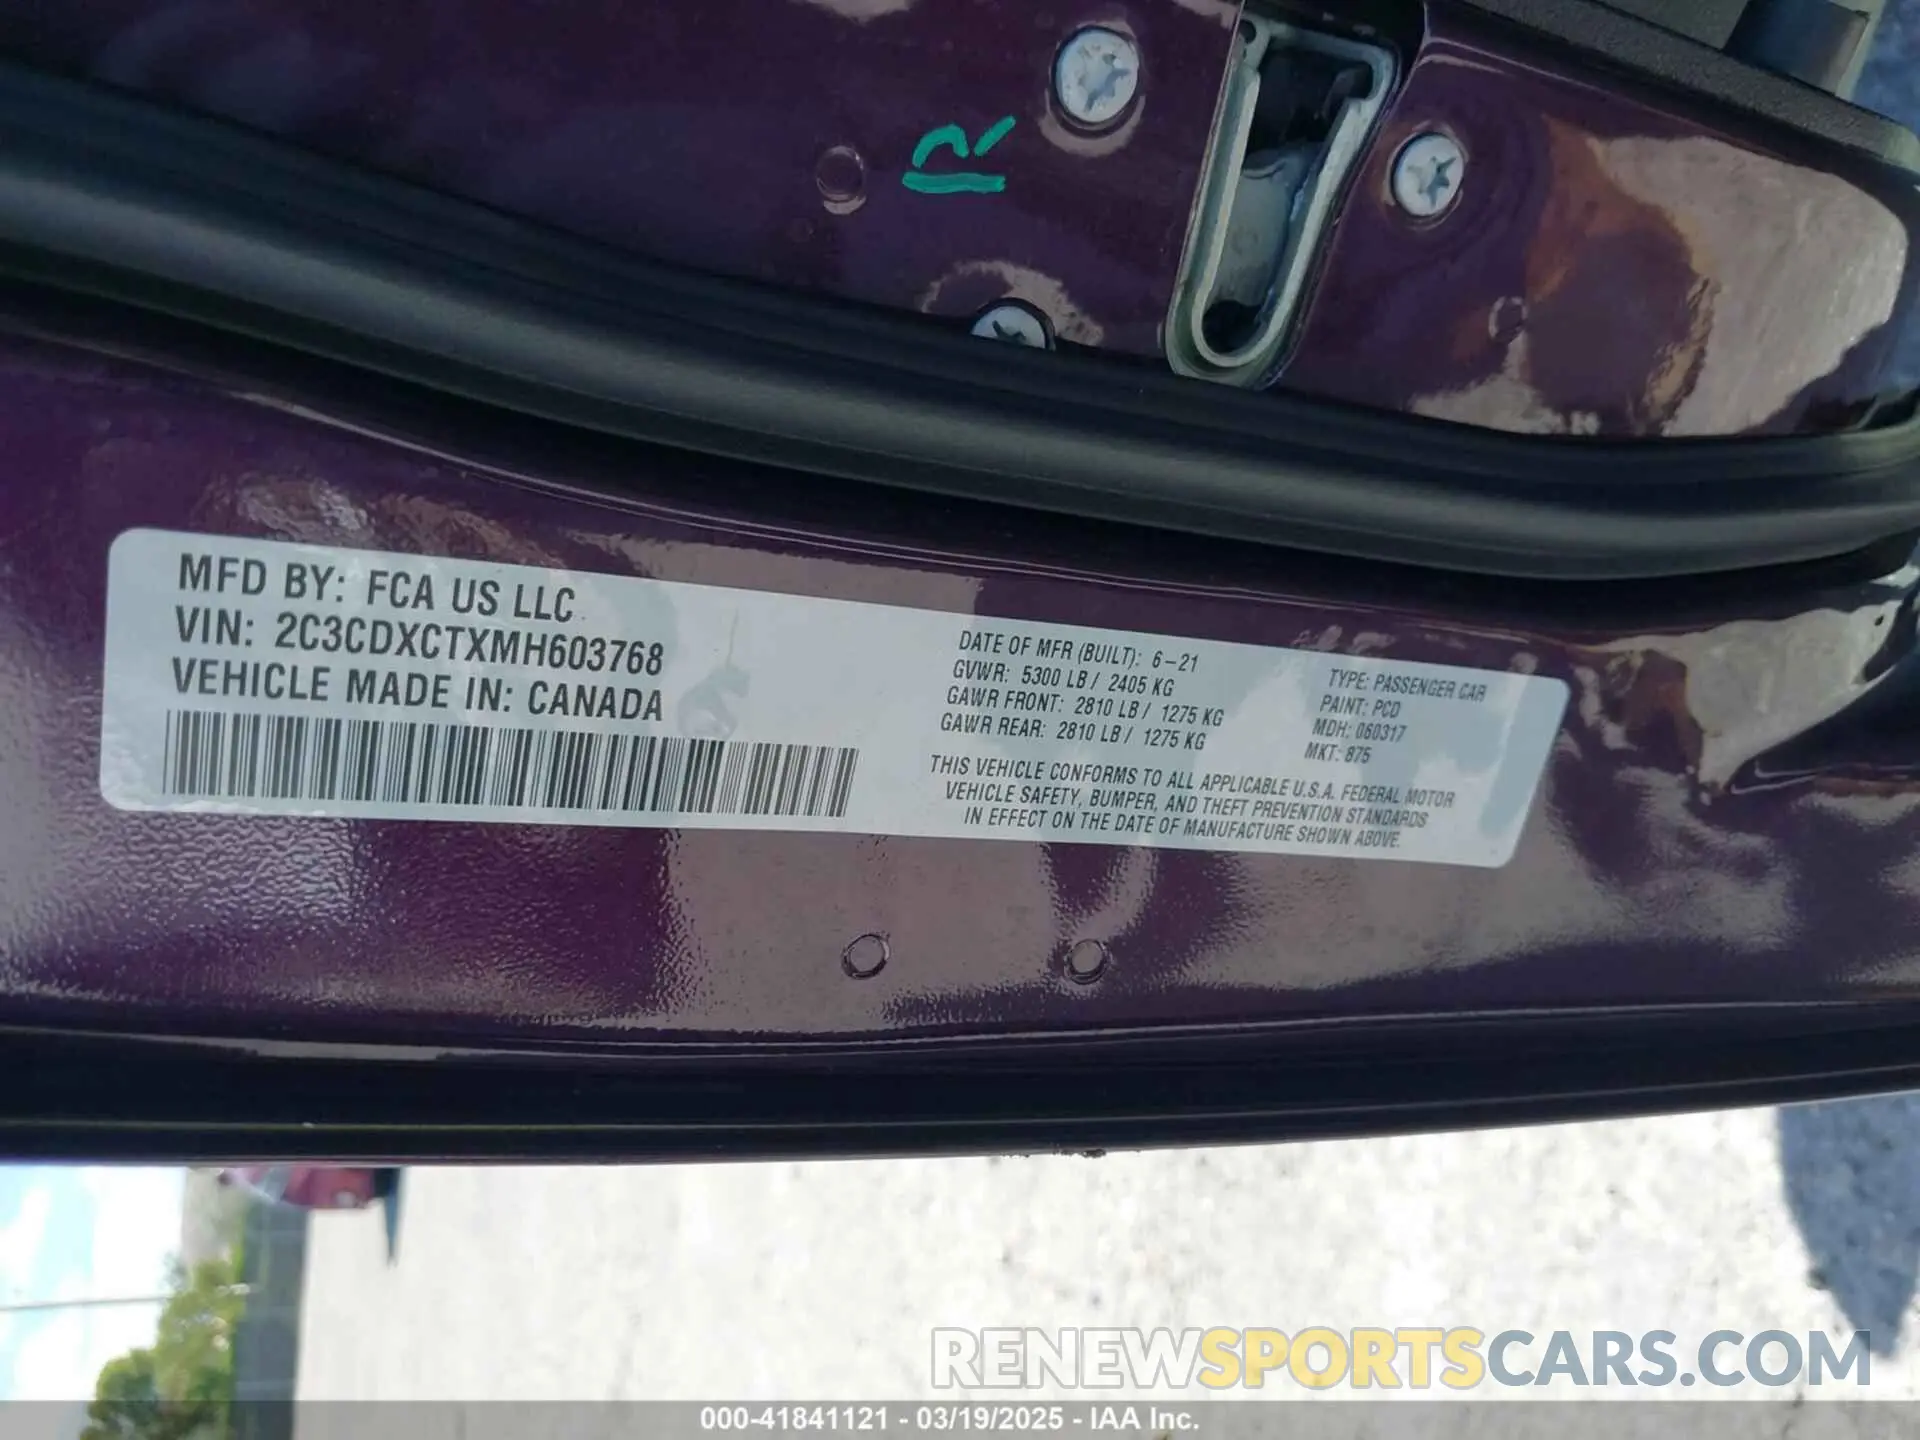 MFD BY: FCA US LLC
VIN: 2C3CDXCTXMH603768
VEHICLE MADE IN: CANADA
DATE OF MFR (BUILT): 6-21
GVWR: 5300 LB / 2405 KG
GAWR FRONT: 2810 LB / 1275 KG
GAWR REAR: 2810 LB / 1275 KG
TYPE: PASSENGER CAR
PAINT: PCD
MDH: 060317
MKT: 875
THIS VEHICLE CONFORMS TO ALL APPLICABLE U.S.A. FEDERAL MOTOR
VEHICLE SAFETY, BUMPER, AND THEFT PREVENTION STANDARDS
IN EFFECT ON THE DATE OF MANUFACTURE SHOWN ABOVE.
RENEWSPORTSCARS.COM
000-41841121 - 03/19/2025 - IAA Inc.